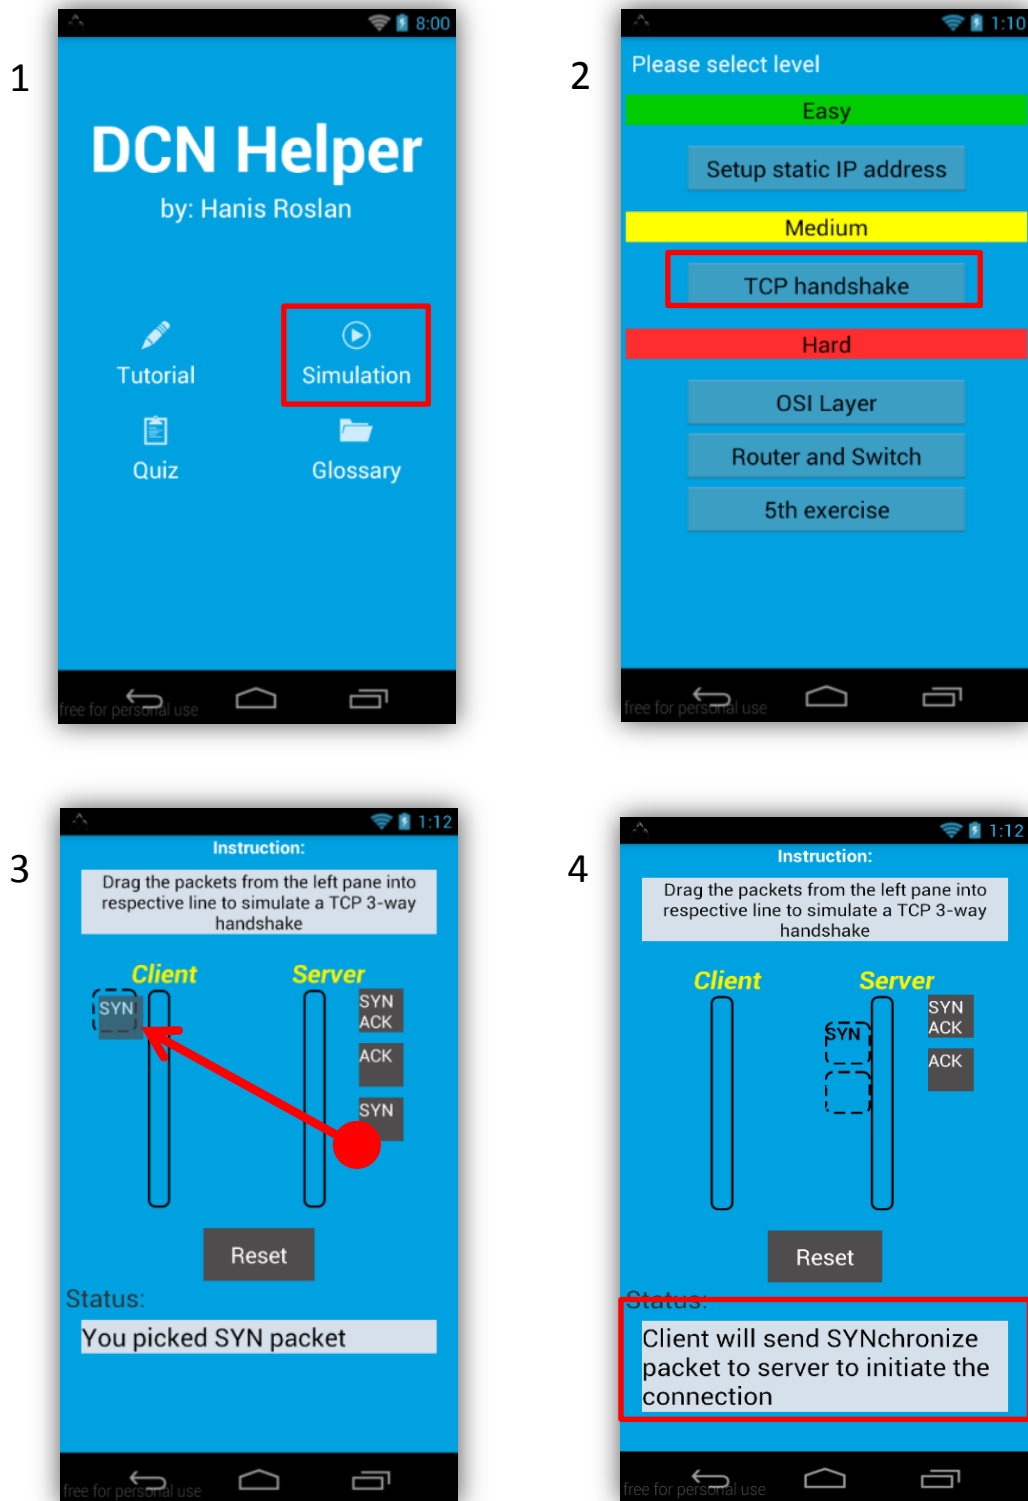 1
8:00
DCN Helper
by: Hanis Roslan
Tutorial
Simulation
Quiz
Glossary
free for personal use
2
1:10
Please select level
Easy
Setup static IP address
Medium
TCP handshake
Hard
OSI Layer
Router and Switch
5th exercise
free for personal use
3
1:12
Instruction:
Drag the packets from the left pane into
respective line to simulate a TCP 3-way
handshake
Client
Server
SYN
SYN
ACK
ACK
SYN
Reset
Status:
You picked SYN packet
free for personal use
4
1:12
Instruction:
Drag the packets from the left pane into
respective line to simulate a TCP 3-way
handshake
Client
Server
SYN
SYN
ACK
ACK
Reset
Status:
Client will send SYNchronize
packet to server to initiate the
connection
free for personal use